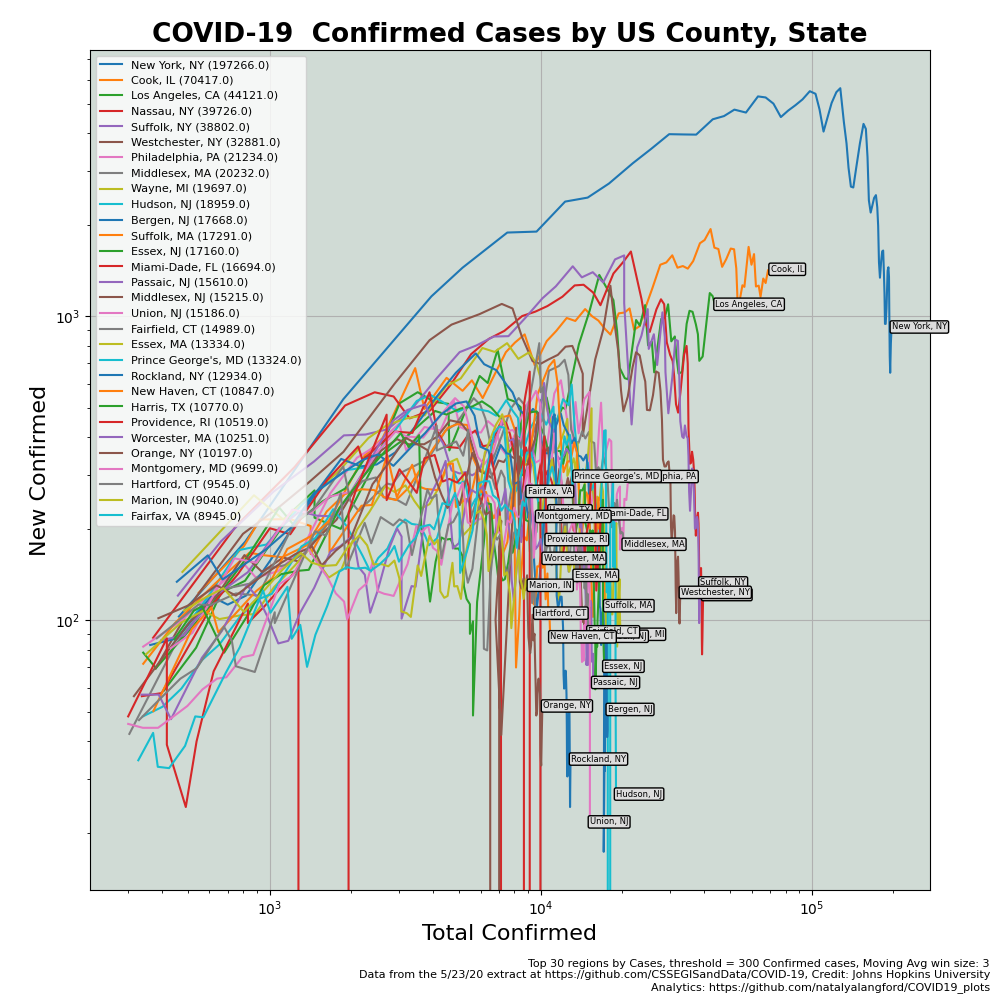 COVID-19  Confirmed Cases by US County, State
New York, NY (197266.0)
Cook, IL (70417.0)
Los Angeles, CA (44121.0)
Nassau, NY (39726.0)
Suffolk, NY (38802.0)
Westchester, NY (32881.0)
Philadelphia, PA (21234.0)
Middlesex, MA (20232.0)
Wayne, MI (19697.0)
Hudson, NJ (18959.0)
Bergen, NJ (17668.0)
Suffolk, MA (17291.0)
Essex, NJ (17160.0)
Miami-Dade, FL (16694.0)
Passaic, NJ (15610.0)
Middlesex, NJ (15215.0)
Union, NJ (15186.0)
Fairfield, CT (14989.0)
Essex, MA (13334.0)
Prince George's, MD (13324.0)
Rockland, NY (12934.0)
New Haven, CT (10847.0)
Harris, TX (10770.0)
Providence, RI (10519.0)
Worcester, MA (10251.0)
Orange, NY (10197.0)
Montgomery, MD (9699.0)
Hartford, CT (9545.0)
Marion, IN (9040.0)
Fairfax, VA (8945.0)
Cook, IL
Los Angeles, CA
New York, NY
Prince George's, MD
phia, PA
Fairfax, VA
Montgomery, MD
ami-Dade, FL
Providence, RI
Middlesex, MA
Worcester, MA
Essex, MA
Marion, IN
Suffolk, NY
Westchester, NY
Suffolk, MA
Hartford, CT
New Haven, CT
MI
Essex, NJ
Passaic, NJ
Orange, NY
Bergen, NJ
Rockland, NY
Hudson, NJ
Union, NJ
10³
10²
New Confirmed
10³
10⁴
10⁵
Total Confirmed
Top 30 regions by Cases, threshold = 300 Confirmed cases, Moving Avg win size: 3
Data from the 5/23/20 extract at https://github.com/CSSEGISandData/COVID-19, Credit: Johns Hopkins University
Analytics: https://github.com/natalyalangford/COVID19_plots